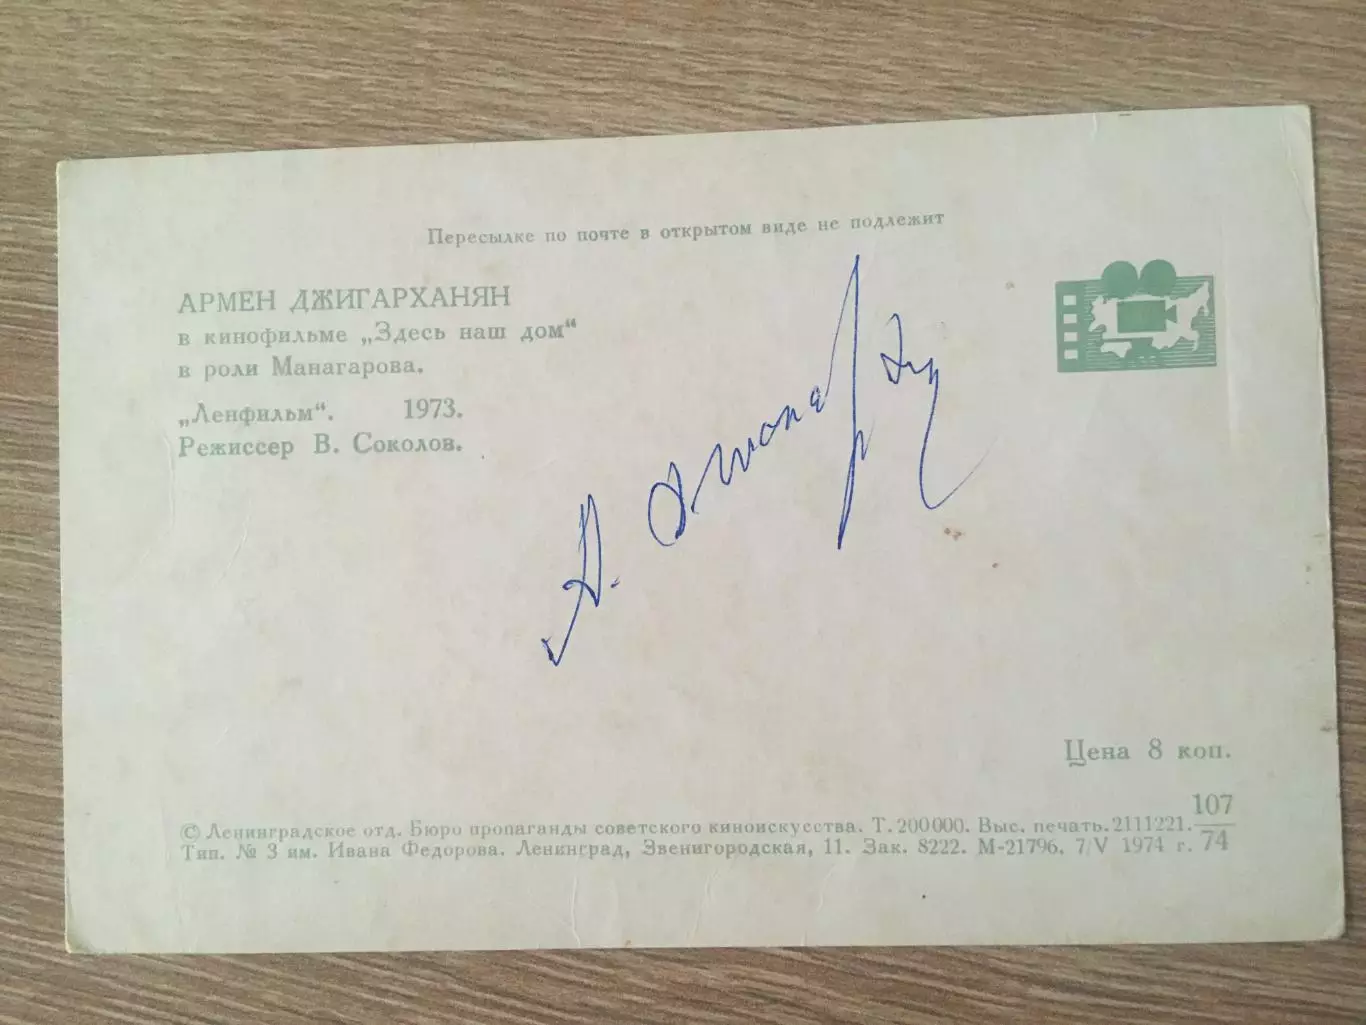 Пересылке по почте в открытом виде не подлежит
АРМЕН ДЖИГАРХАНЯН
в кинофильме „Здесь наш дом“
в роли Манагарова.
„Ленфильм“. 1973.
Режиссер В. Соколов.
Цена 8 коп.
© Ленинградское отд. Бюро пропаганды советского киноискусства. Т. 200000. Выс. печать. 2111221. 107/74
Тип. № 3 им. Ивана Федорова. Ленинград, Звенигородская, 11. Зак. 8222. М-21796. 7/V 1974 г.